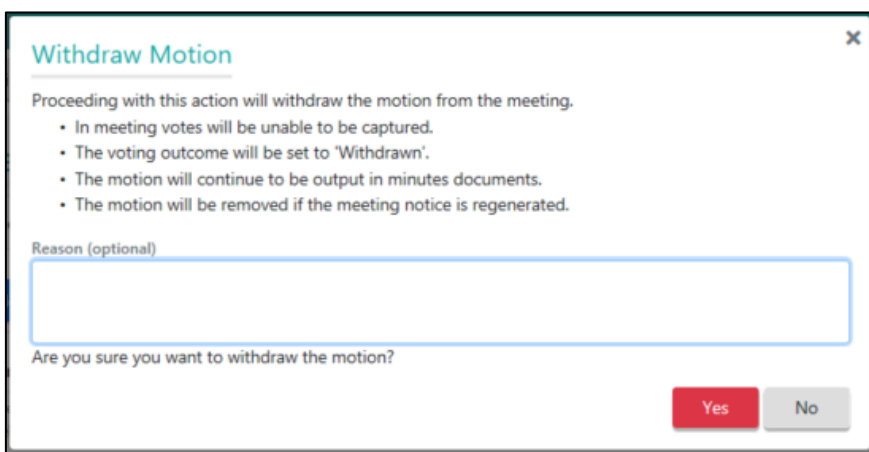 Withdraw Motion
Proceeding with this action will withdraw the motion from the meeting.
• In meeting votes will be unable to be captured.
• The voting outcome will be set to 'Withdrawn'.
• The motion will continue to be output in minutes documents.
• The motion will be removed if the meeting notice is regenerated.
Reason (optional)
Are you sure you want to withdraw the motion?
Yes No